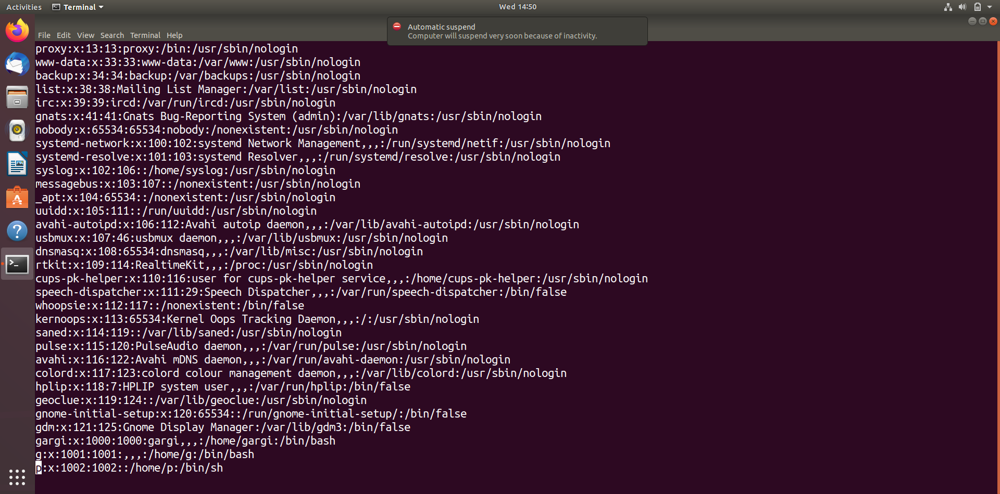 Activities Terminal Wed 14:50
Automatic suspend
Computer will suspend very soon because of inactivity.
File Edit View Search Terminal Help
proxy:x:13:13:proxy:/bin:/usr/sbin/nologin
www-data:x:33:33:www-data:/var/www:/usr/sbin/nologin
backup:x:34:34:backup:/var/backups:/usr/sbin/nologin
list:x:38:38:Mailing List Manager:/var/list:/usr/sbin/nologin
irc:x:39:39:ircd:/var/run/ircd:/usr/sbin/nologin
gnats:x:41:41:Gnats Bug-Reporting System (admin):/var/lib/gnats:/usr/sbin/nologin
nobody:x:65534:65534:nobody:/nonexistent:/usr/sbin/nologin
systemd-network:x:100:102:systemd Network Management,,,:/run/systemd/netif:/usr/sbin/nologin
systemd-resolve:x:101:103:systemd Resolver,,,:/run/systemd/resolve:/usr/sbin/nologin
syslog:x:102:106::/home/syslog:/usr/sbin/nologin
messagebus:x:103:107::/nonexistent:/usr/sbin/nologin
_apt:x:104:65534::/nonexistent:/usr/sbin/nologin
uuidd:x:105:111::/run/uuidd:/usr/sbin/nologin
avahi-autoipd:x:106:112:Avahi autoip daemon,,,:/var/lib/avahi-autoipd:/usr/sbin/nologin
usbmux:x:107:46:usbmux daemon,,,:/var/lib/usbmux:/usr/sbin/nologin
dnsmasq:x:108:65534:dnsmasq,,,:/var/lib/misc:/usr/sbin/nologin
rtkit:x:109:114:RealtimeKit,,,:/proc:/usr/sbin/nologin
cups-pk-helper:x:110:116:user for cups-pk-helper service,,,:/home/cups-pk-helper:/usr/sbin/nologin
speech-dispatcher:x:111:29:Speech Dispatcher,,,:/var/run/speech-dispatcher:/bin/false
whoopsie:x:112:117::/nonexistent:/bin/false
kernoops:x:113:65534:Kernel Oops Tracking Daemon,,,:/:/usr/sbin/nologin
saned:x:114:119::/var/lib/saned:/usr/sbin/nologin
pulse:x:115:120:PulseAudio daemon,,,:/var/run/pulse:/usr/sbin/nologin
avahi:x:116:122:Avahi mDNS daemon,,,:/var/run/avahi-daemon:/usr/sbin/nologin
colord:x:117:123:colord colour management daemon,,,:/var/lib/colord:/usr/sbin/nologin
hplip:x:118:7:HPLIP system user,,,:/var/run/hplip:/bin/false
geoclue:x:119:124::/var/lib/geoclue:/usr/sbin/nologin
gnome-initial-setup:x:120:65534::/run/gnome-initial-setup/:/bin/false
gdm:x:121:125:Gnome Display Manager:/var/lib/gdm3:/bin/false
gargi:x:1000:1000:gargi,,,:/home/gargi:/bin/bash
g:x:1001:1001:,,,:/home/g:/bin/bash
p:x:1002:1002::/home/p:/bin/sh